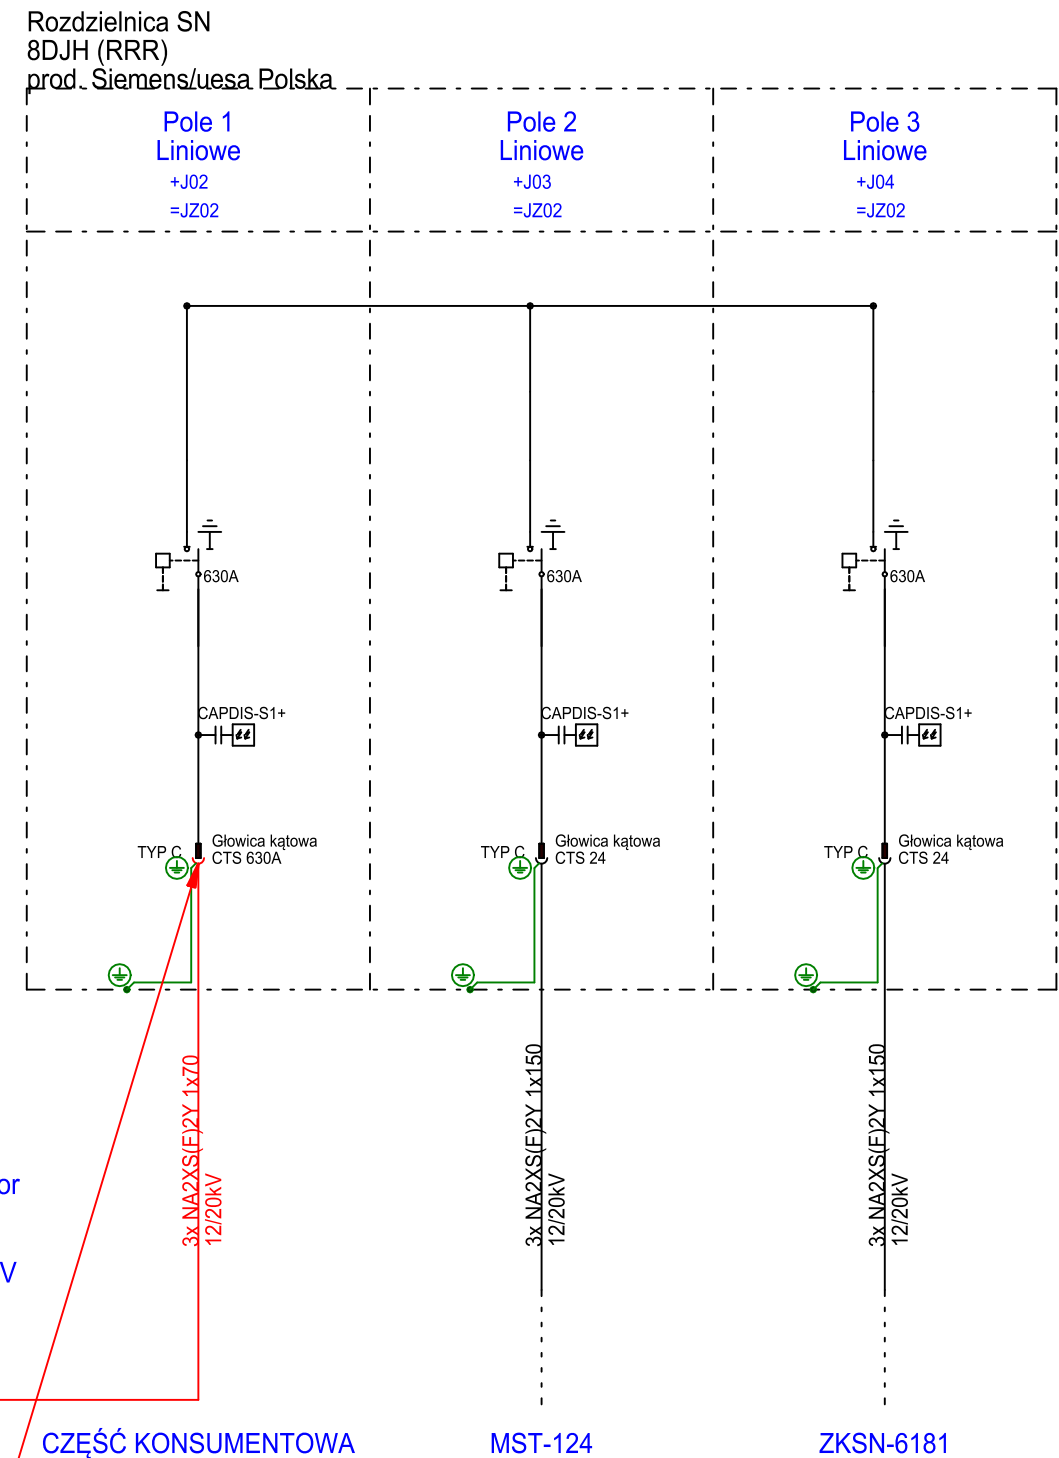 Rozdzielnica SN
8DJH (RRR)
prod. Siemens/uesa Polska
Pole 1
Liniowe
+J02
=JZ02
Pole 2
Liniowe
+J03
=JZ02
Pole 3
Liniowe
+J04
=JZ02
630A
630A
630A
CAPDIS-S1+
CAPDIS-S1+
CAPDIS-S1+
TYP C
Głowica kątowa
CTS 630A
TYP C
Głowica kątowa
CTS 24
TYP C
Głowica kątowa
CTS 24
3x NA2XS(F)2Y 1x70
12/20kV
3x NA2XS(F)2Y 1x150
12/20kV
3x NA2XS(F)2Y 1x150
12/20kV
or
V
CZĘŚĆ KONSUMENTOWA
MST-124
ZKSN-6181